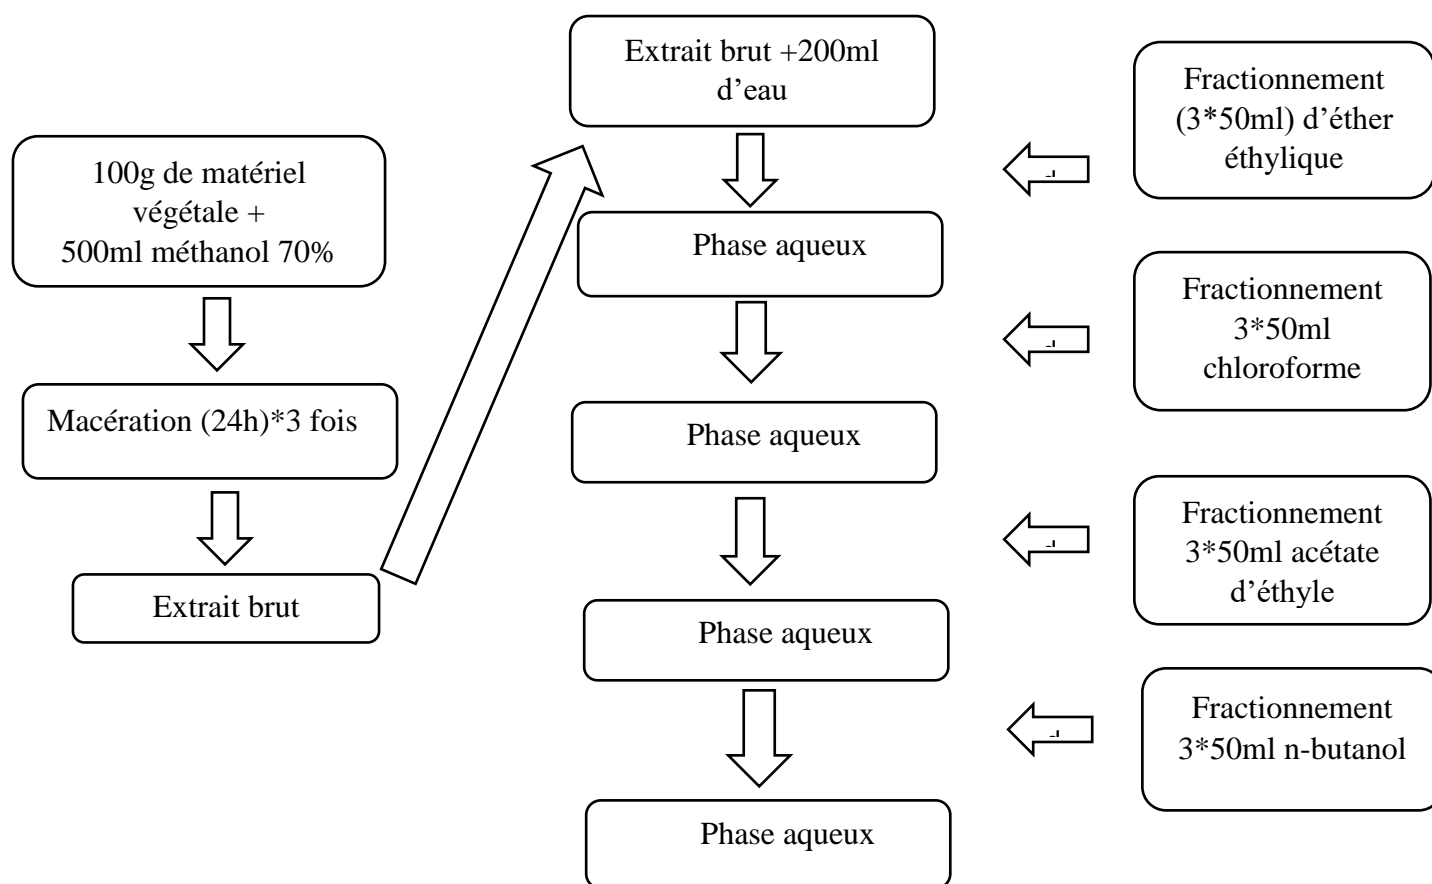 100g de matériel
végétale +
500ml méthanol 70%
Macération (24h)*3 fois
Extrait brut
Extrait brut +200ml
d’eau
Phase aqueux
Phase aqueux
Phase aqueux
Phase aqueux
Fractionnement
(3*50ml) d’éther
éthylique
Fractionnement
3*50ml
chloroforme
Fractionnement
3*50ml acétate
d’éthyle
Fractionnement
3*50ml n-butanol